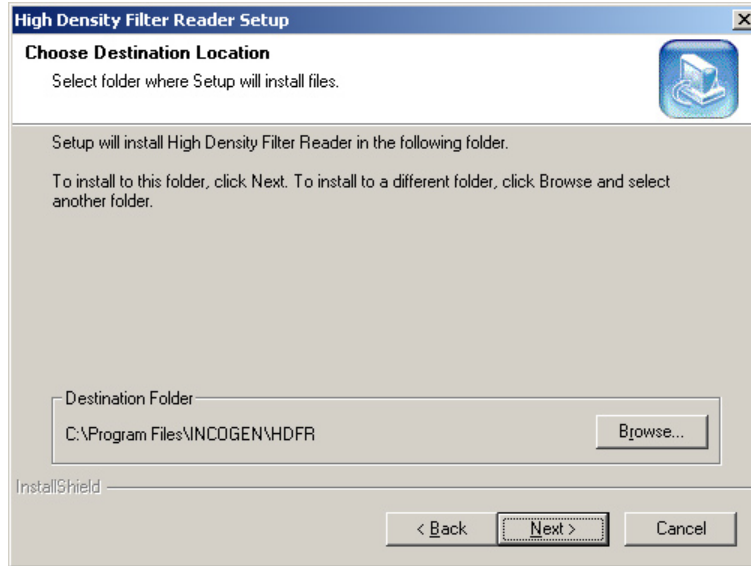 High Density Filter Reader Setup
Choose Destination Location
Select folder where Setup will install files.
Setup will install High Density Filter Reader in the following folder.
To install to this folder, click Next. To install to a different folder, click Browse and select
another folder.
Destination Folder
C:\Program Files\INCOGEN\HDFR
Browse...
InstallShield
< Back
Next >
Cancel